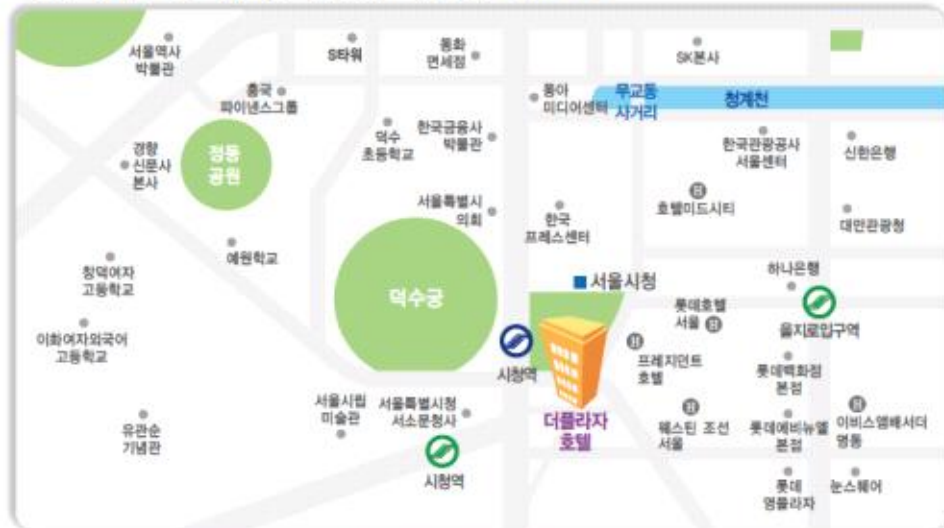 서울역사
박물관
S타워
동화
면세점
SK본사
흥국
파이낸스그룹
동아
미디어센터
무교동
사거리
청계천
경향
신문사
본사
정동
공원
덕수
초등학교
한국금융사
박물관
한국관광공사
서울센터
신한은행
서울특별시
의회
한국
프레스센터
H
호텔미드시티
대만관광청
예원학교
창덕여자
고등학교
덕수궁
서울시청
하나은행
롯데호텔
서울 H
을지로입구역
이화여자외국어
고등학교
시청역
H
프레지던트
호텔
롯데백화점
본점
유관순
기념관
서울시립
미술관
서울특별시청
서소문청사
시청역
더플라자
호텔
H
웨스틴 조선
서울
롯데에비뉴엘
본점
H
이비스앰배서더
명동
롯데
영플라자
눈스퀘어